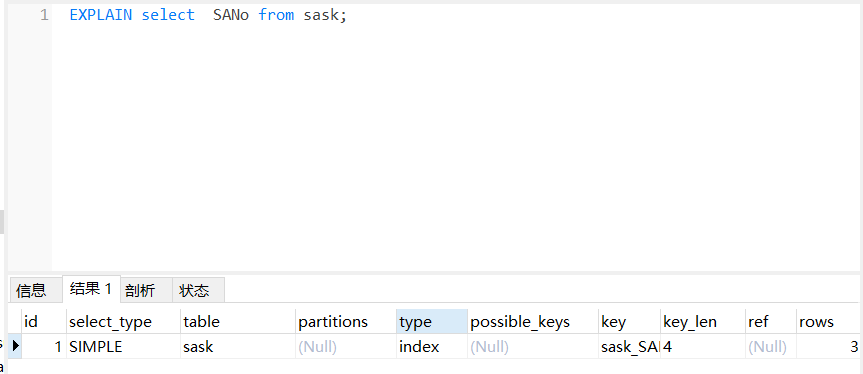 1 EXPLAIN select SANo from sask;
信息 结果 1 剖析 状态
id select_type table partitions type possible_keys key key_len ref rows
1 SIMPLE sask (Null) index (Null) sask_SA 4 (Null) 3